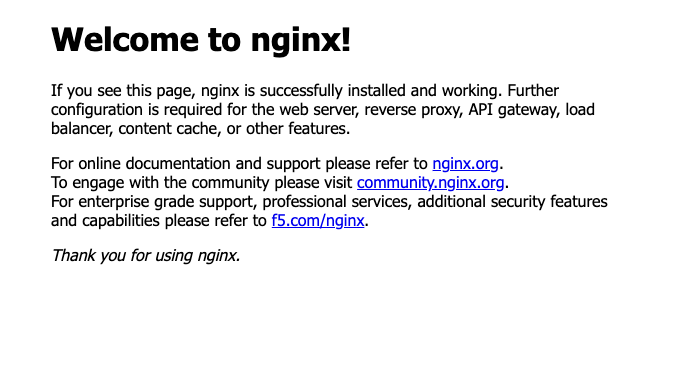 Welcome to nginx!
If you see this page, nginx is successfully installed and working. Further
configuration is required for the web server, reverse proxy, API gateway, load
balancer, content cache, or other features.
For online documentation and support please refer to nginx.org.
To engage with the community please visit community.nginx.org.
For enterprise grade support, professional services, additional security features
and capabilities please refer to f5.com/nginx.
Thank you for using nginx.